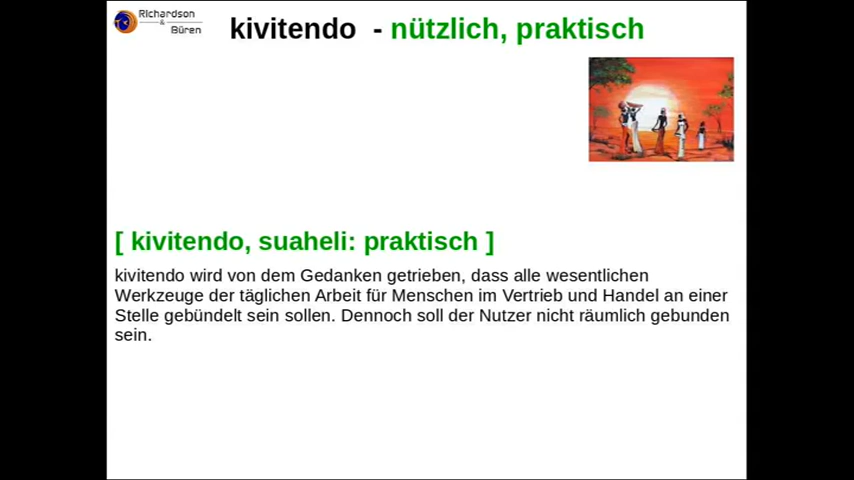 Richardson
&
Büren
kivitendo - nützlich, praktisch
[ kivitendo, suaheli: praktisch ]
kivitendo wird von dem Gedanken getrieben, dass alle wesentlichen
Werkzeuge der täglichen Arbeit für Menschen im Vertrieb und Handel an einer
Stelle gebündelt sein sollen. Dennoch soll der Nutzer nicht räumlich gebunden
sein.